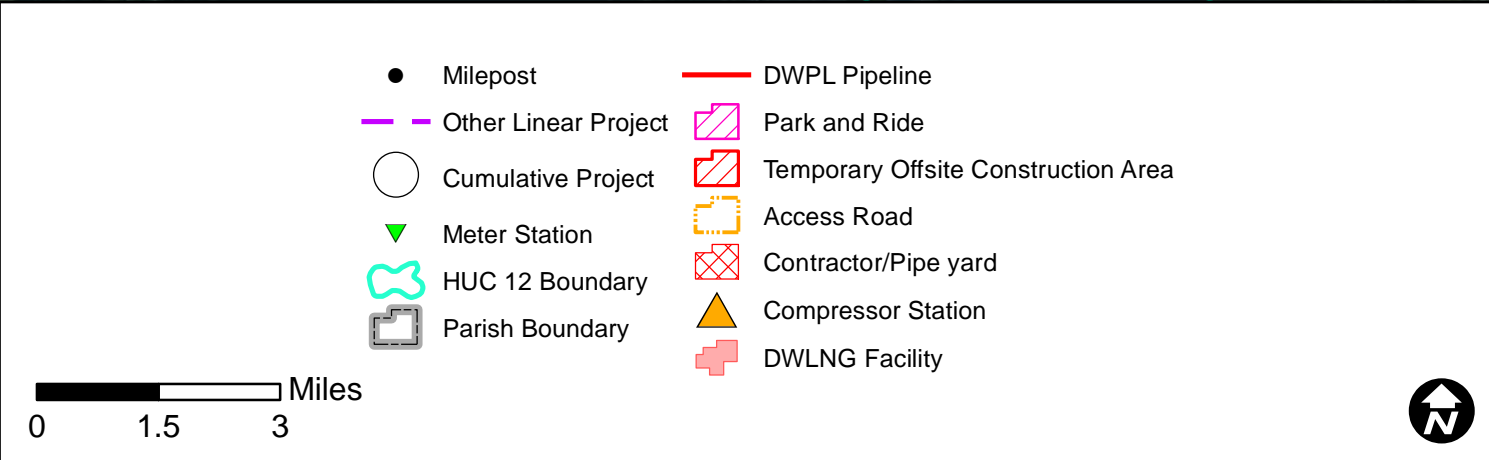 Milepost
Other Linear Project
Cumulative Project
Meter Station
HUC 12 Boundary
Parish Boundary
DWPL Pipeline
Park and Ride
Temporary Offsite Construction Area
Access Road
Contractor/Pipe yard
Compressor Station
DWLNG Facility
Miles
0 1.5 3
N